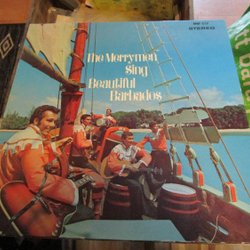 The Merrymen
Sing
Beautiful
Barbados
STEREO